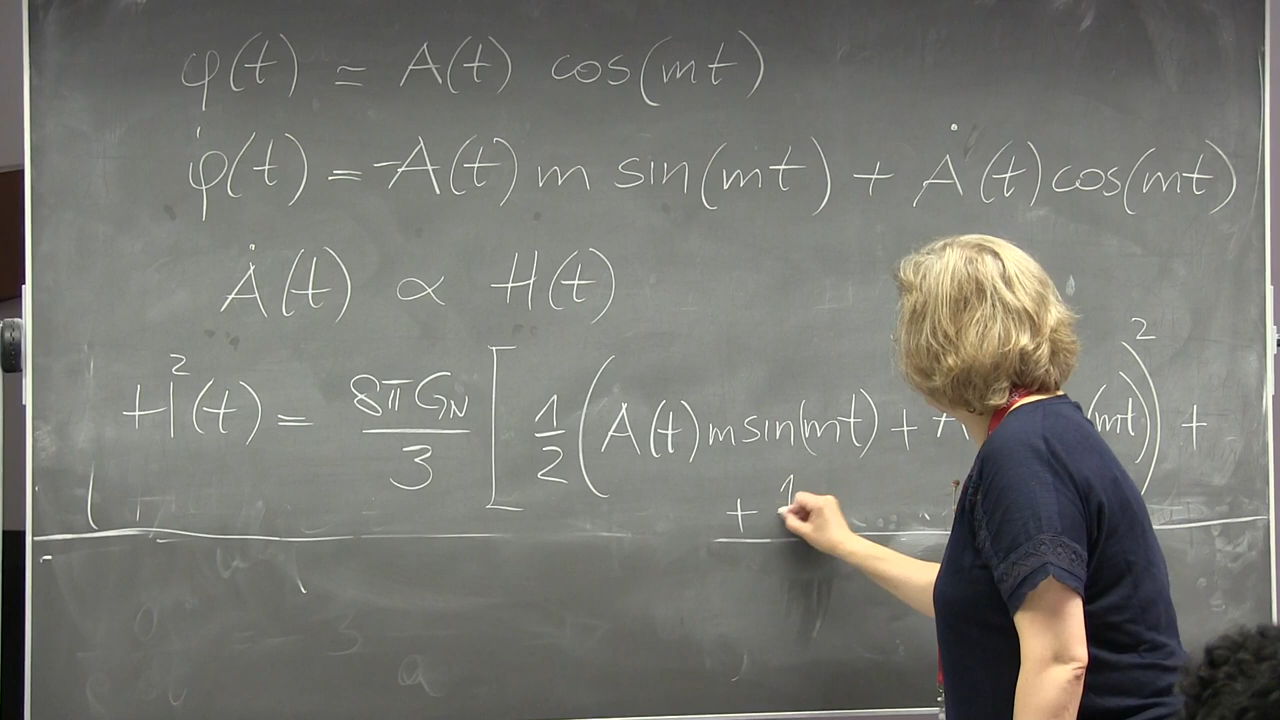 φ(t) = A(t) cos(mt)
φ̇(t) = -A(t) m sin(mt) + Ȧ(t) cos(mt)
Ȧ(t) ∝ H(t)
H²(t) = 8πG_N / 3 [ 1/2 ( A(t) m sin(mt) + A (mt) )² +
+ 1